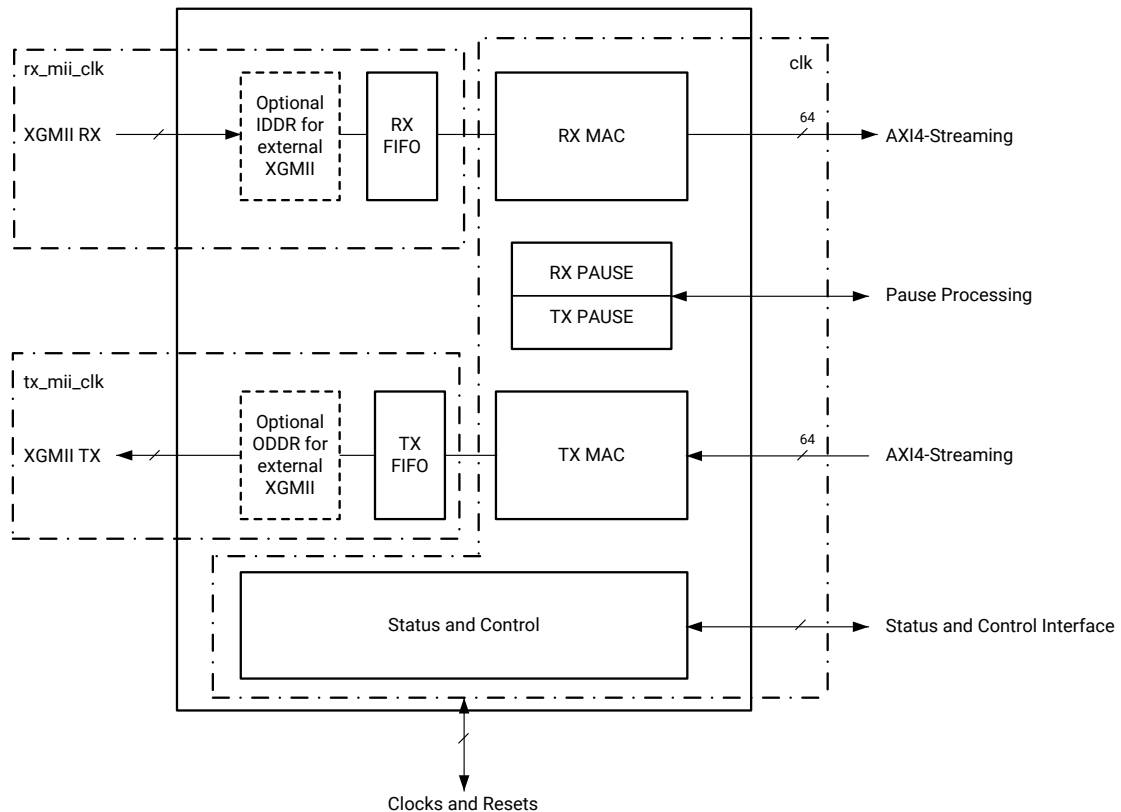 rx_mii_clk
clk
XGMII RX
Optional
IDDR for
external
XGMII
RX
FIFO
RX MAC
64
AXI4-Streaming
RX PAUSE
TX PAUSE
Pause Processing
tx_mii_clk
XGMII TX
Optional
ODDR for
external
XGMII
TX
FIFO
TX MAC
64
AXI4-Streaming
Status and Control
Status and Control Interface
Clocks and Resets